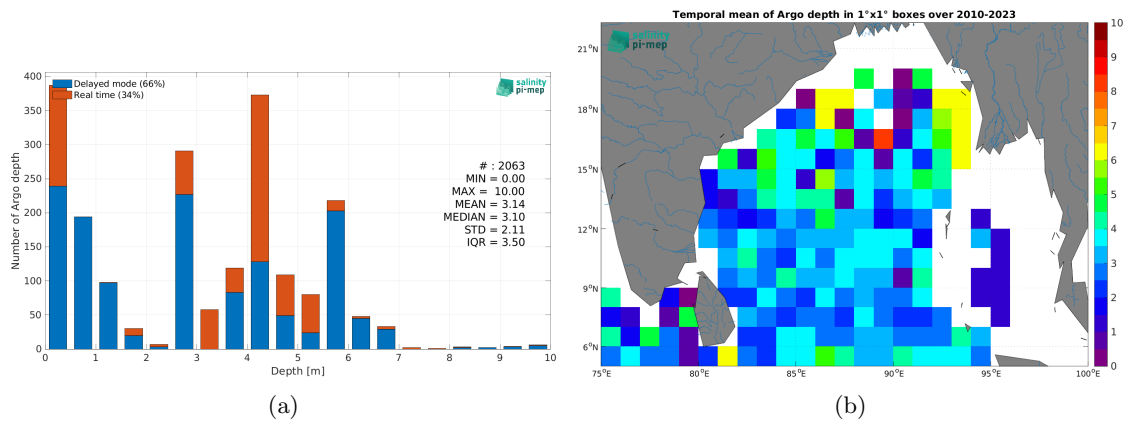 400
350
300
250
200
150
100
50
0
Number of Argo depth
Delayed mode (66%)
Real time (34%)
salinity
pi-mep
# : 2063
MIN = 0.00
MAX = 10.00
MEAN = 3.14
MEDIAN = 3.10
STD = 2.11
IQR = 3.50
0 1 2 3 4 5 6 7 8 9 10
Depth [m]
(a)
Temporal mean of Argo depth in 1°x1° boxes over 2010-2023
salinity
pi-mep
21°N
18°N
15°N
12°N
9°N
6°N
75°E 80°E 85°E 90°E 95°E 100°E
10
9
8
7
6
5
4
3
2
1
0
(b)